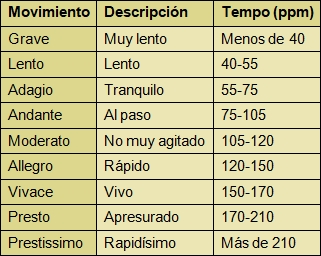 Movimiento Descripción Tempo (ppm)
Grave Muy lento Menos de 40
Lento Lento 40-55
Adagio Tranquilo 55-75
Andante Al paso 75-105
Moderato No muy agitado 105-120
Allegro Rápido 120-150
Vivace Vivo 150-170
Presto Apresurado 170-210
Prestissimo Rapidísimo Más de 210